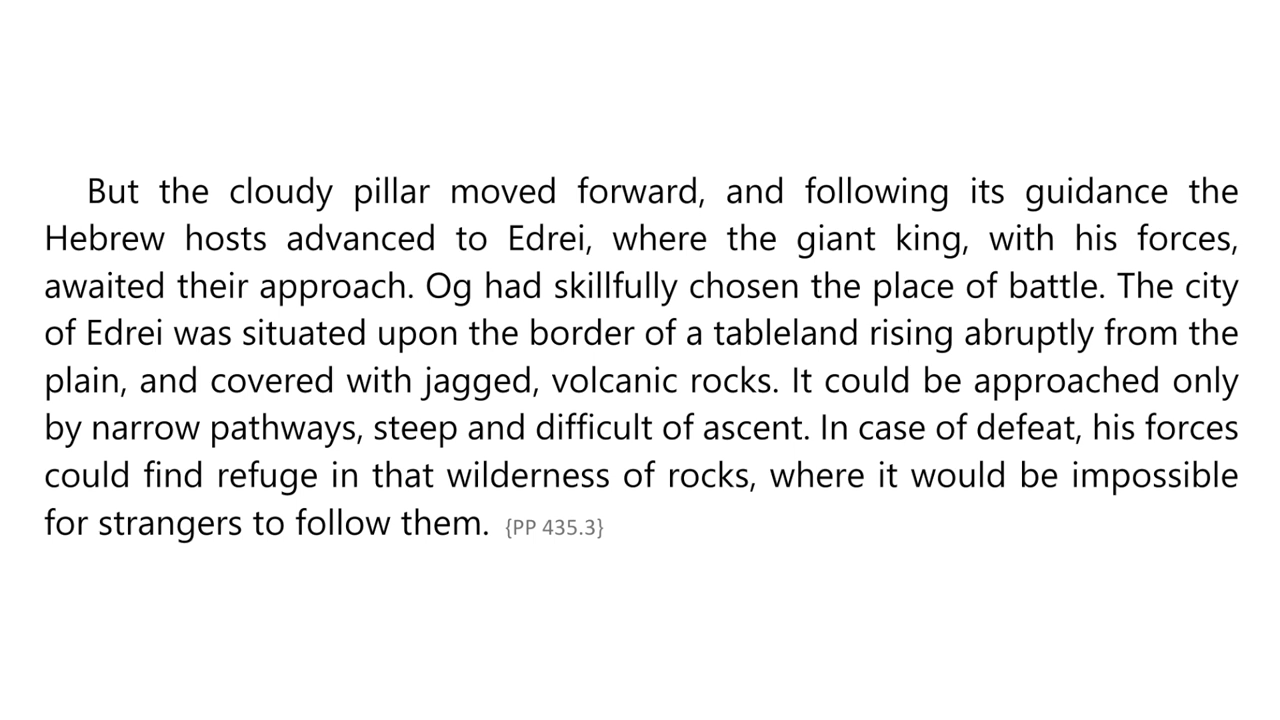 But the cloudy pillar moved forward, and following its guidance the
Hebrew hosts advanced to Edrei, where the giant king, with his forces,
awaited their approach. Og had skillfully chosen the place of battle. The city
of Edrei was situated upon the border of a tableland rising abruptly from the
plain, and covered with jagged, volcanic rocks. It could be approached only
by narrow pathways, steep and difficult of ascent. In case of defeat, his forces
could find refuge in that wilderness of rocks, where it would be impossible
for strangers to follow them. {PP 435.3}